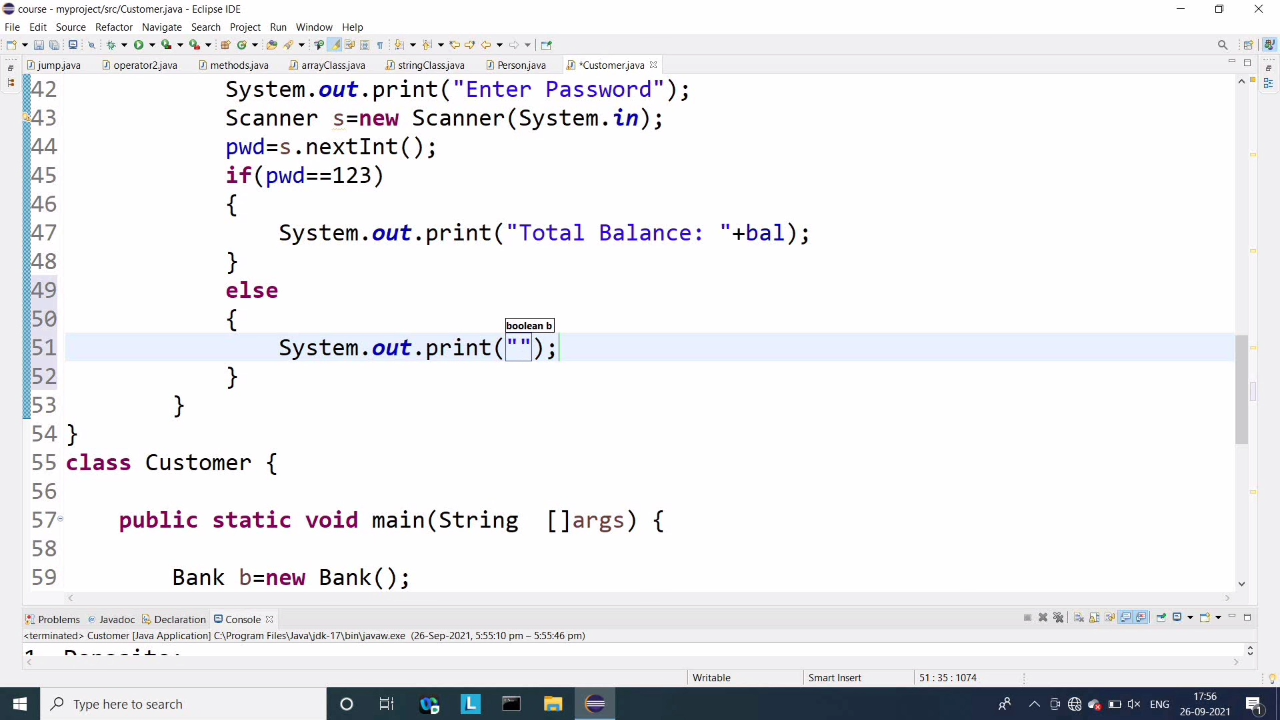 course - myproject/src/Customer.java - Eclipse IDE
File Edit Source Refactor Navigate Search Project Run Window Help
jump.java operator2.java methods.java arrayClass.java stringClass.java Person.java *Customer.java
42 System.out.print("Enter Password");
43 Scanner s=new Scanner(System.in);
44 pwd=s.nextInt();
45 if(pwd==123)
46 {
47 System.out.print("Total Balance: "+bal);
48 }
49 else
50 {
boolean b
51 System.out.print("");
52 }
53 }
54 }
55 class Customer {
56
57 public static void main(String []args) {
58
59 Bank b=new Bank();
Problems Javadoc Declaration Console
<terminated> Customer [Java Application] C:\Program Files\Java\jdk-17\bin\javaw.exe (26-Sep-2021, 5:55:10 pm – 5:55:46 pm)
1. Deposite:
Writable Smart Insert 51 : 35 : 1074
Type here to search L ENG 17:56
26-09-2021 1